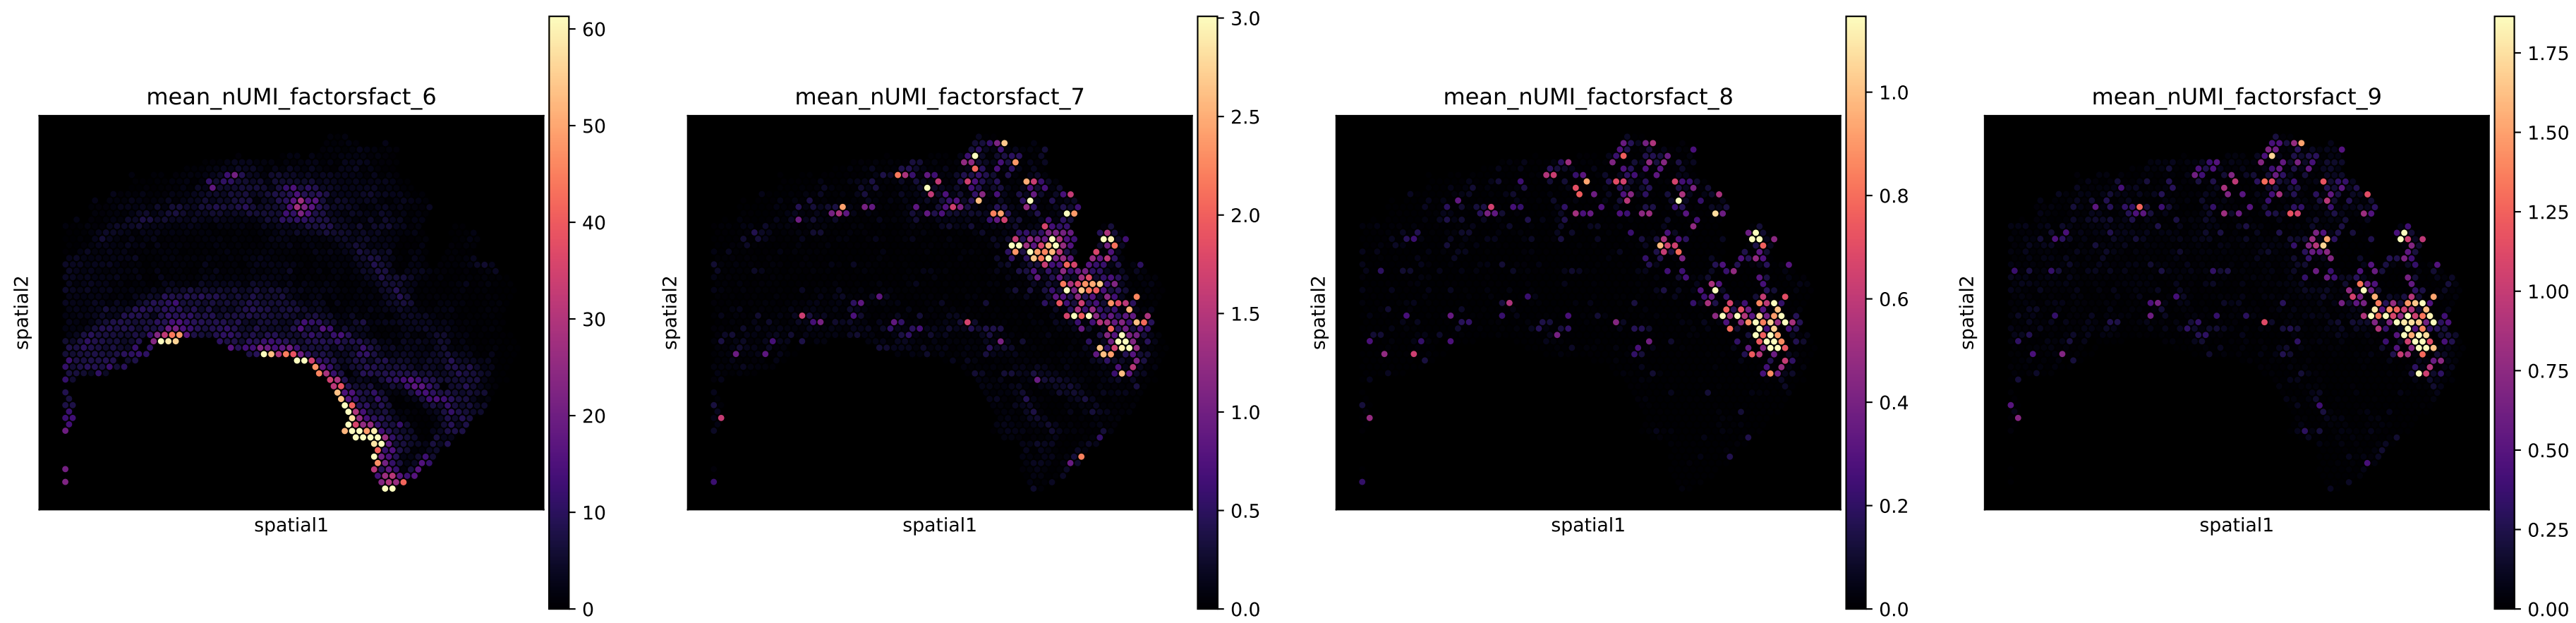 mean_nUMI_factorsfact_6
spatial2
spatial1
60
50
40
30
20
10
0
mean_nUMI_factorsfact_7
spatial2
spatial1
3.0
2.5
2.0
1.5
1.0
0.5
0.0
mean_nUMI_factorsfact_8
spatial2
spatial1
1.0
0.8
0.6
0.4
0.2
0.0
mean_nUMI_factorsfact_9
spatial2
spatial1
1.75
1.50
1.25
1.00
0.75
0.50
0.25
0.00